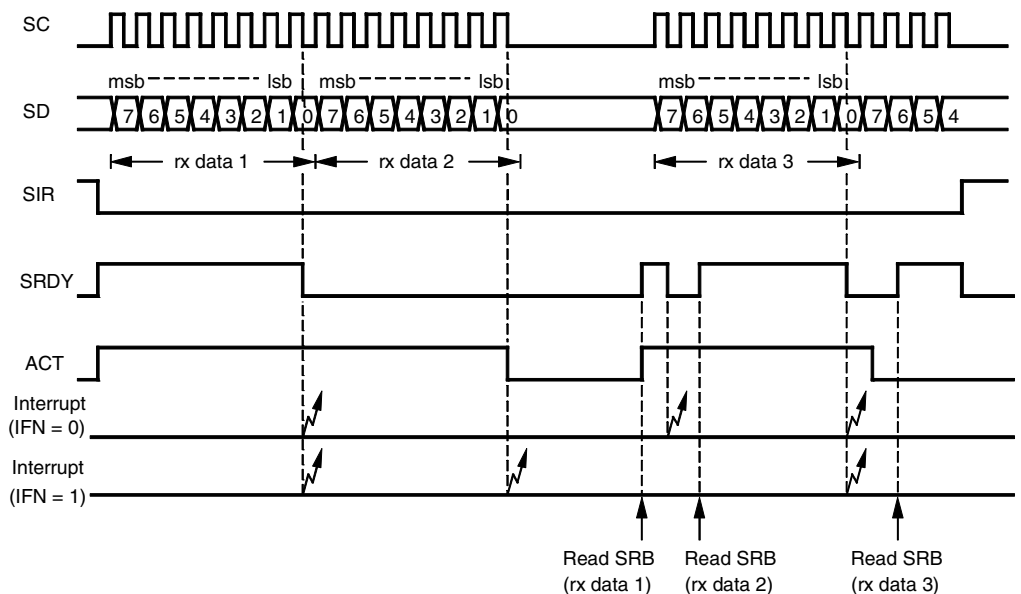 SC
msb lsb msb lsb msb lsb
SD 7 6 5 4 3 2 1 0 7 6 5 4 3 2 1 0 7 6 5 4 3 2 1 0 7 6 5 4
rx data 1 rx data 2 rx data 3
SIR
SRDY
ACT
Interrupt
(IFN = 0)
Interrupt
(IFN = 1)
Read SRB
(rx data 1)
Read SRB
(rx data 2)
Read SRB
(rx data 3)